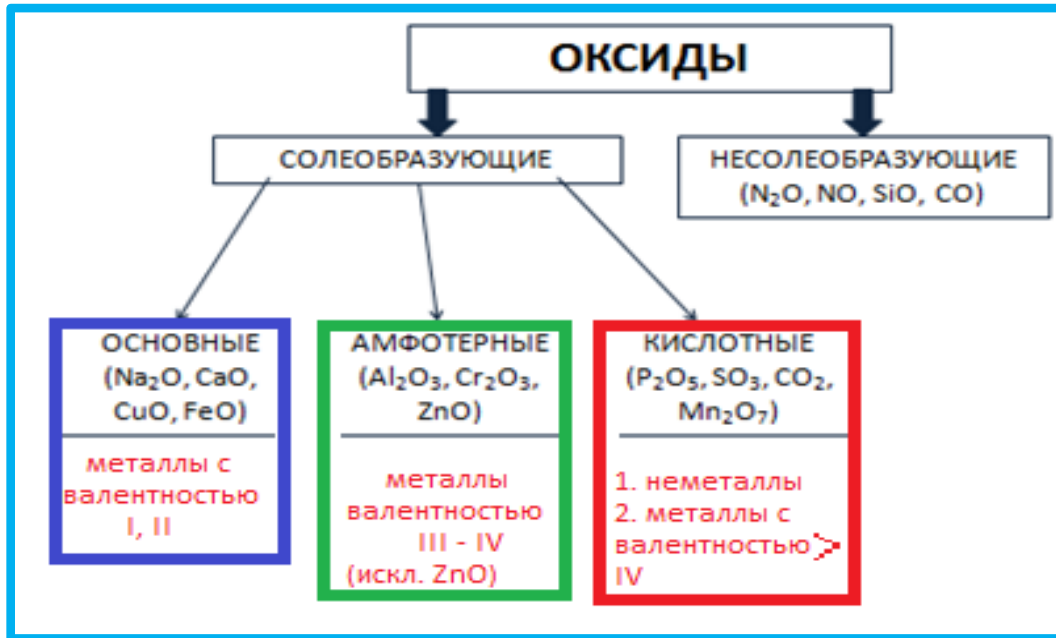 ОКСИДЫ
СОЛЕОБРАЗУЮЩИЕ
НЕСОЛЕОБРАЗУЮЩИЕ
(N₂O, NO, SiO, CO)
ОСНОВНЫЕ
(Na₂O, CaO,
CuO, FeO)
металлы с
валентностью
I, II
АМФОТЕРНЫЕ
(Al₂O₃, Cr₂O₃,
ZnO)
металлы
валентностью
III - IV
(искл. ZnO)
КИСЛОТНЫЕ
(P₂O₅, SO₃, CO₂,
Mn₂O₇)
1. неметаллы
2. металлы с
валентностью >
IV